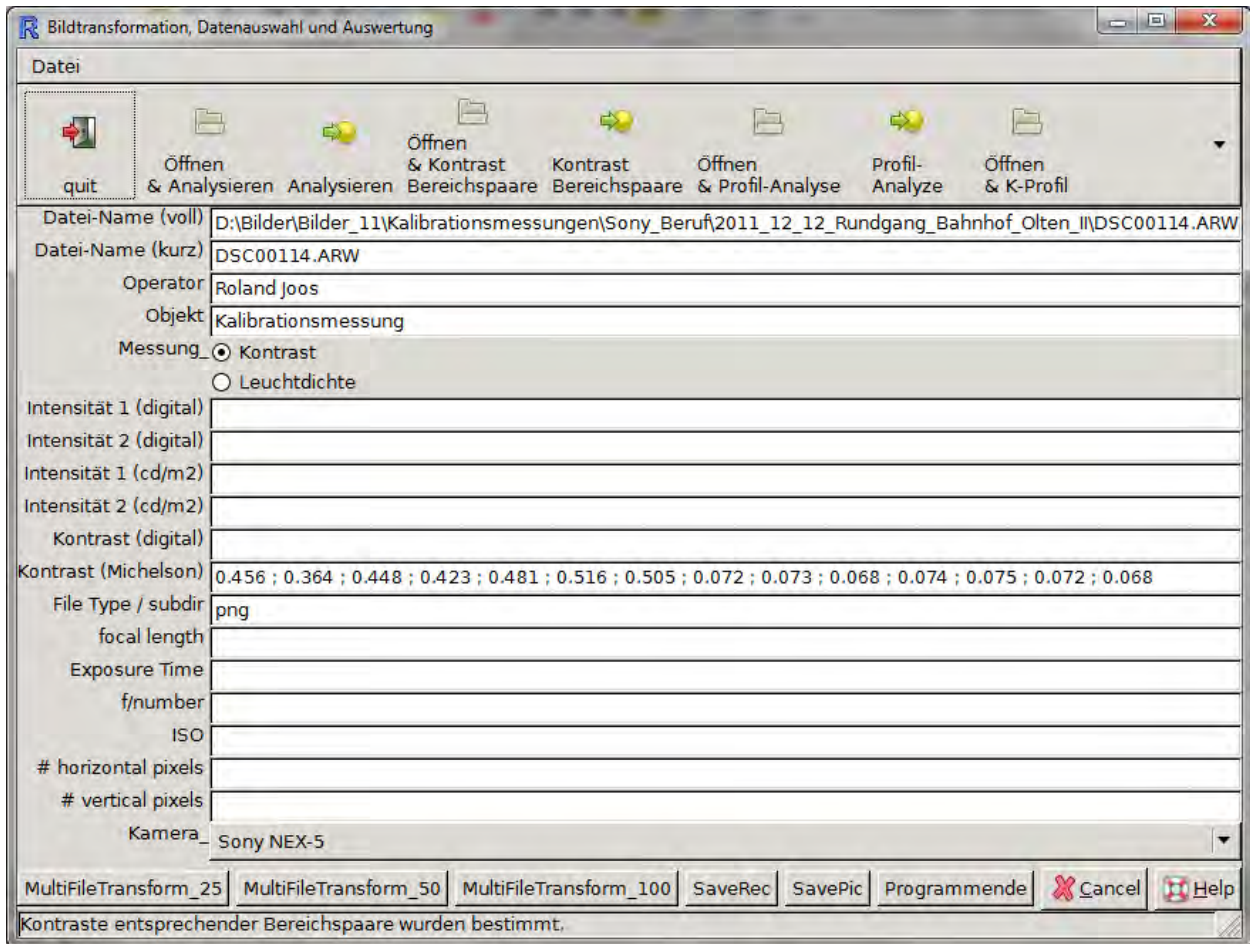 Bildtransformation, Datenauswahl und Auswertung
Datei
quit
Öffnen
& Analysieren
Analysieren
Öffnen
& Kontrast
Bereichspaare
Kontrast
Bereichspaare
Öffnen
& Profil-Analyse
Profil-
Analyze
Öffnen
& K-Profil
Datei-Name (voll) D:\Bilder\Bilder_11\Kalibrationsmessungen\Sony_Beruf\2011_12_12_Rundgang_Bahnhof_Olten_II\DSC00114.ARW
Datei-Name (kurz) DSC00114.ARW
Operator Roland Joos
Objekt Kalibrationsmessung
Messung_ Kontrast
Leuchtdichte
Intensität 1 (digital)
Intensität 2 (digital)
Intensität 1 (cd/m2)
Intensität 2 (cd/m2)
Kontrast (digital)
Kontrast (Michelson) 0.456 ; 0.364 ; 0.448 ; 0.423 ; 0.481 ; 0.516 ; 0.505 ; 0.072 ; 0.073 ; 0.068 ; 0.074 ; 0.075 ; 0.072 ; 0.068
File Type / subdir png
focal length
Exposure Time
f/number
ISO
# horizontal pixels
# vertical pixels
Kamera_ Sony NEX-5
MultiFileTransform_25 MultiFileTransform_50 MultiFileTransform_100 SaveRec SavePic Programmende Cancel Help
Kontraste entsprechender Bereichspaare wurden bestimmt.